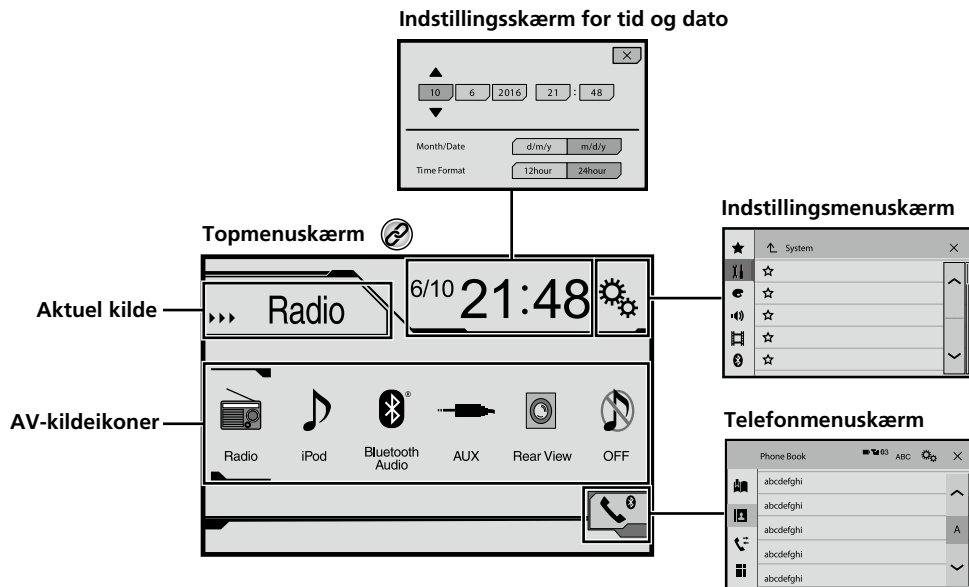 Indstillingsskærm for tid og dato
10 6 2016 21 : 48
Month/Date d/m/y m/d/y
Time Format 12hour 24hour
Topmenuskærm
Indstillingsmenuskærm
System
Aktuel kilde
Radio
6/10 21:48
AV-kildeikoner
Radio iPod Bluetooth Audio AUX Rear View OFF
®
Telefonmenuskærm
Phone Book 03 ABC
abcdefghi
abcdefghi
abcdefghi A
abcdefghi
abcdefghi